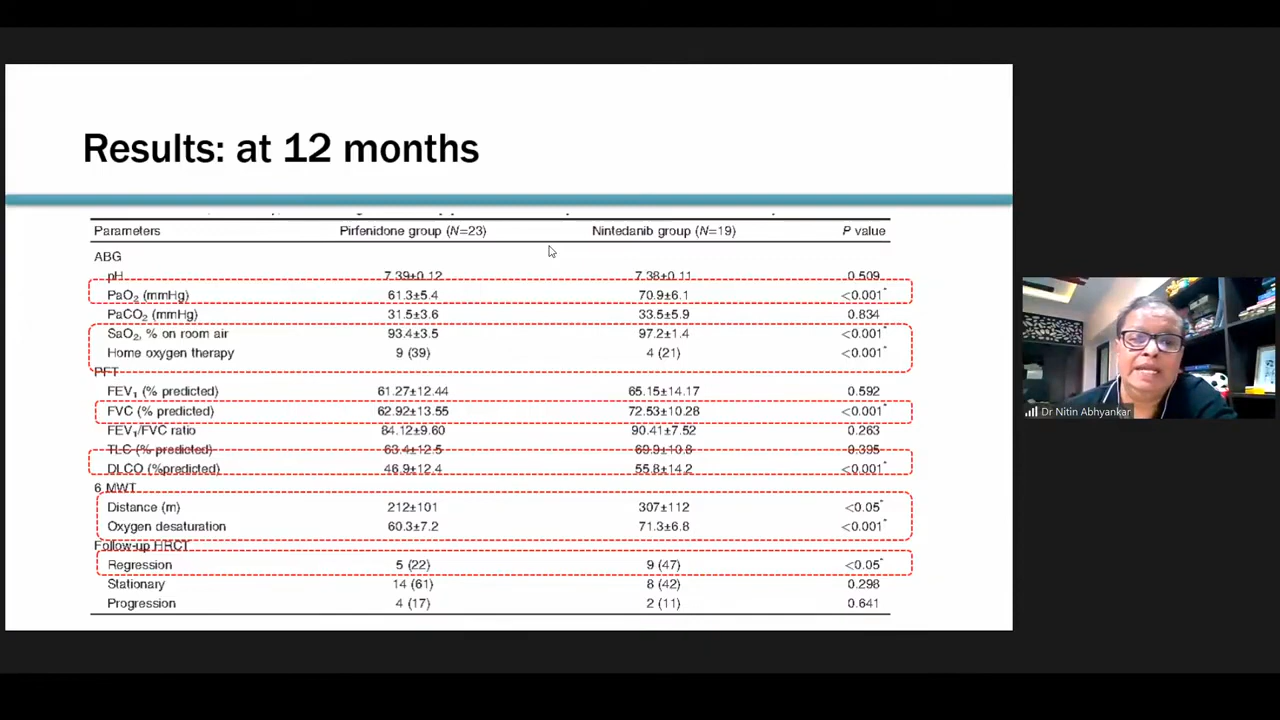 Results: at 12 months
Parameters Pirfenidone group (N=23) Nintedanib group (N=19) P value
ABG
pH 7.39±0.12 7.38±0.11 0.509
PaO2 (mmHg) 61.3±5.4 70.9±6.1 <0.001*
PaCO2 (mmHg) 31.5±3.6 33.5±5.9 0.834
SaO2, % on room air 93.4±3.5 97.2±1.4 <0.001*
Home oxygen therapy 9 (39) 4 (21) <0.001*
PFT
FEV1 (% predicted) 61.27±12.44 65.15±14.17 0.592
FVC (% predicted) 62.92±13.55 72.53±10.28 <0.001*
FEV1/FVC ratio 84.12±9.60 90.41±7.52 0.263
TLC (% predicted) 63.4±12.5 69.9±10.8 0.395
DLCO (%predicted) 46.9±12.4 55.8±14.2 <0.001*
6 MWT
Distance (m) 212±101 307±112 <0.05*
Oxygen desaturation 60.3±7.2 71.3±6.8 <0.001*
Follow-up HRCT
Regression 5 (22) 9 (47) <0.05*
Stationary 14 (61) 8 (42) 0.298
Progression 4 (17) 2 (11) 0.641
Dr Nitin Abhyankar